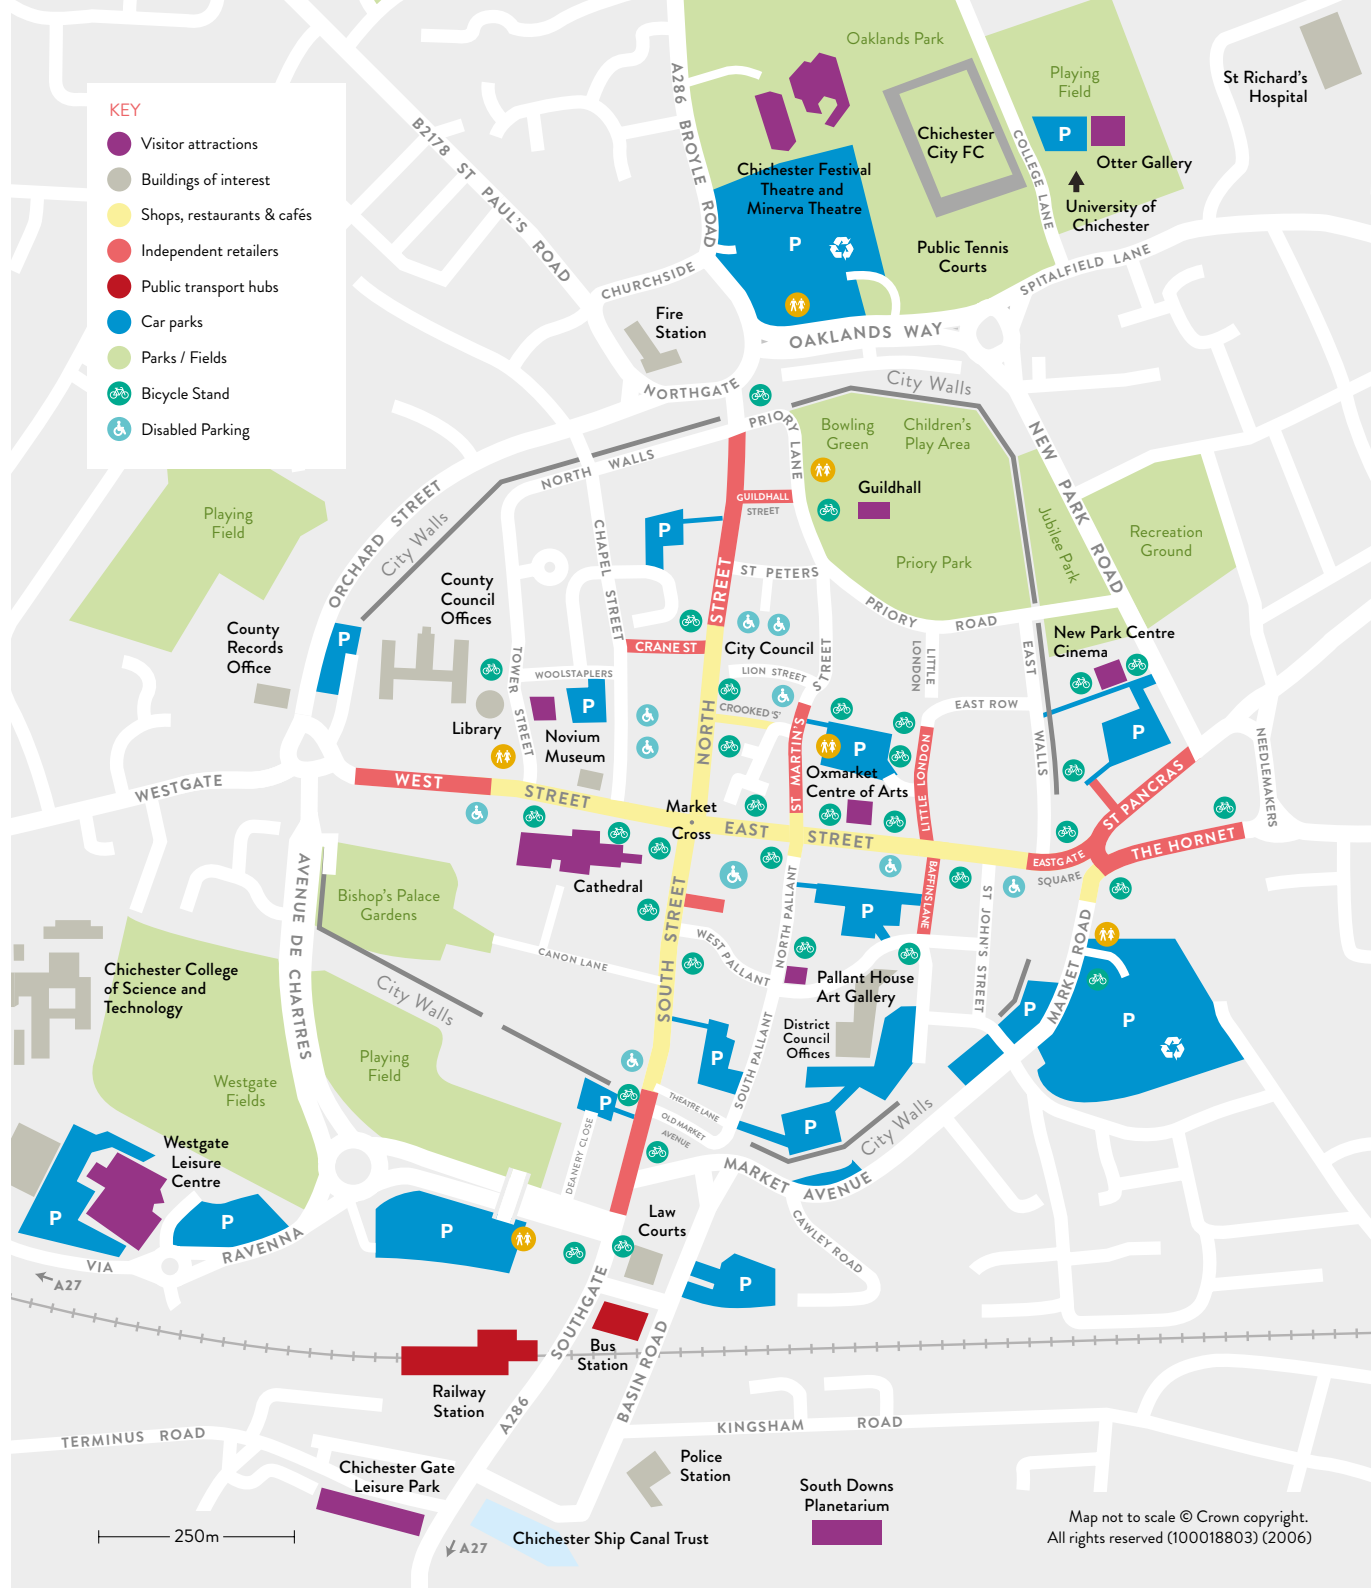 KEY
Visitor attractions
Buildings of interest
Shops, restaurants & cafés
Independent retailers
Public transport hubs
Car parks
Parks / Fields
Bicycle Stand
Disabled Parking
Oaklands Park
Playing
Field
St Richard's
Hospital
A286 BROYLE ROAD
B2178 ST PAUL'S ROAD
Chichester
City FC
COLLEGE LANE
P
Otter Gallery
Chichester Festival
Theatre and
Minerva Theatre
University of
Chichester
P
Public Tennis
Courts
SPITALFIELD LANE
CHURCHSIDE
Fire
Station
OAKLANDS WAY
NORTHGATE
City Walls
PRIORY LANE
Bowling
Green
Children's
Play Area
NEW PARK ROAD
NORTH WALLS
Guildhall
GUILDHALL
STREET
Playing
Field
ORCHARD STREET
City Walls
CHAPEL STREET
P
Jubilee Park
Recreation
Ground
Priory Park
ST PETERS
STREET
County
Council
Offices
PRIORY ROAD
County
Records
Office
P
CRANE ST
City Council
LION STREET
STREET
LITTLE
LONDON
EAST WALLS
New Park Centre
Cinema
TOWER STREET
WOOLSTAPLERS
P
NORTH
CROOKED 'S'
EAST ROW
Library
Novium
Museum
ST MARTIN'S
P
LITTLE LONDON
P
NEEDLEMAKERS
Oxmarket
Centre of Arts
WESTGATE
WEST
STREET
Market
Cross
EAST
STREET
ST PANCRAS
THE HORNET
EASTGATE
SQUARE
Cathedral
AVENUE DE CHARTRES
Bishop's Palace
Gardens
SOUTH STREET
NORTH PALLANT
P
BAFFINS LANE
ST JOHN'S STREET
MARKET ROAD
CANON LANE
WEST PALLANT
Chichester College
of Science and
Technology
City Walls
Pallant House
Art Gallery
P
P
District
Council
Offices
SOUTH PALLANT
P
Playing
Field
Westgate
Fields
P
THEATRE LANE
OLD MARKET
AVENUE
P
City Walls
DEANERY CLOSE
Westgate
Leisure
Centre
MARKET AVENUE
P
P
P
Law
Courts
CAWLEY ROAD
VIA RAVENNA
A27
P
SOUTHGATE
Bus
Station
BASIN ROAD
Railway
Station
A286
TERMINUS ROAD
KINGSHAM ROAD
Police
Station
Chichester Gate
Leisure Park
South Downs
Planetarium
250m
A27
Chichester Ship Canal Trust
Map not to scale © Crown copyright.
All rights reserved (100018803) (2006)